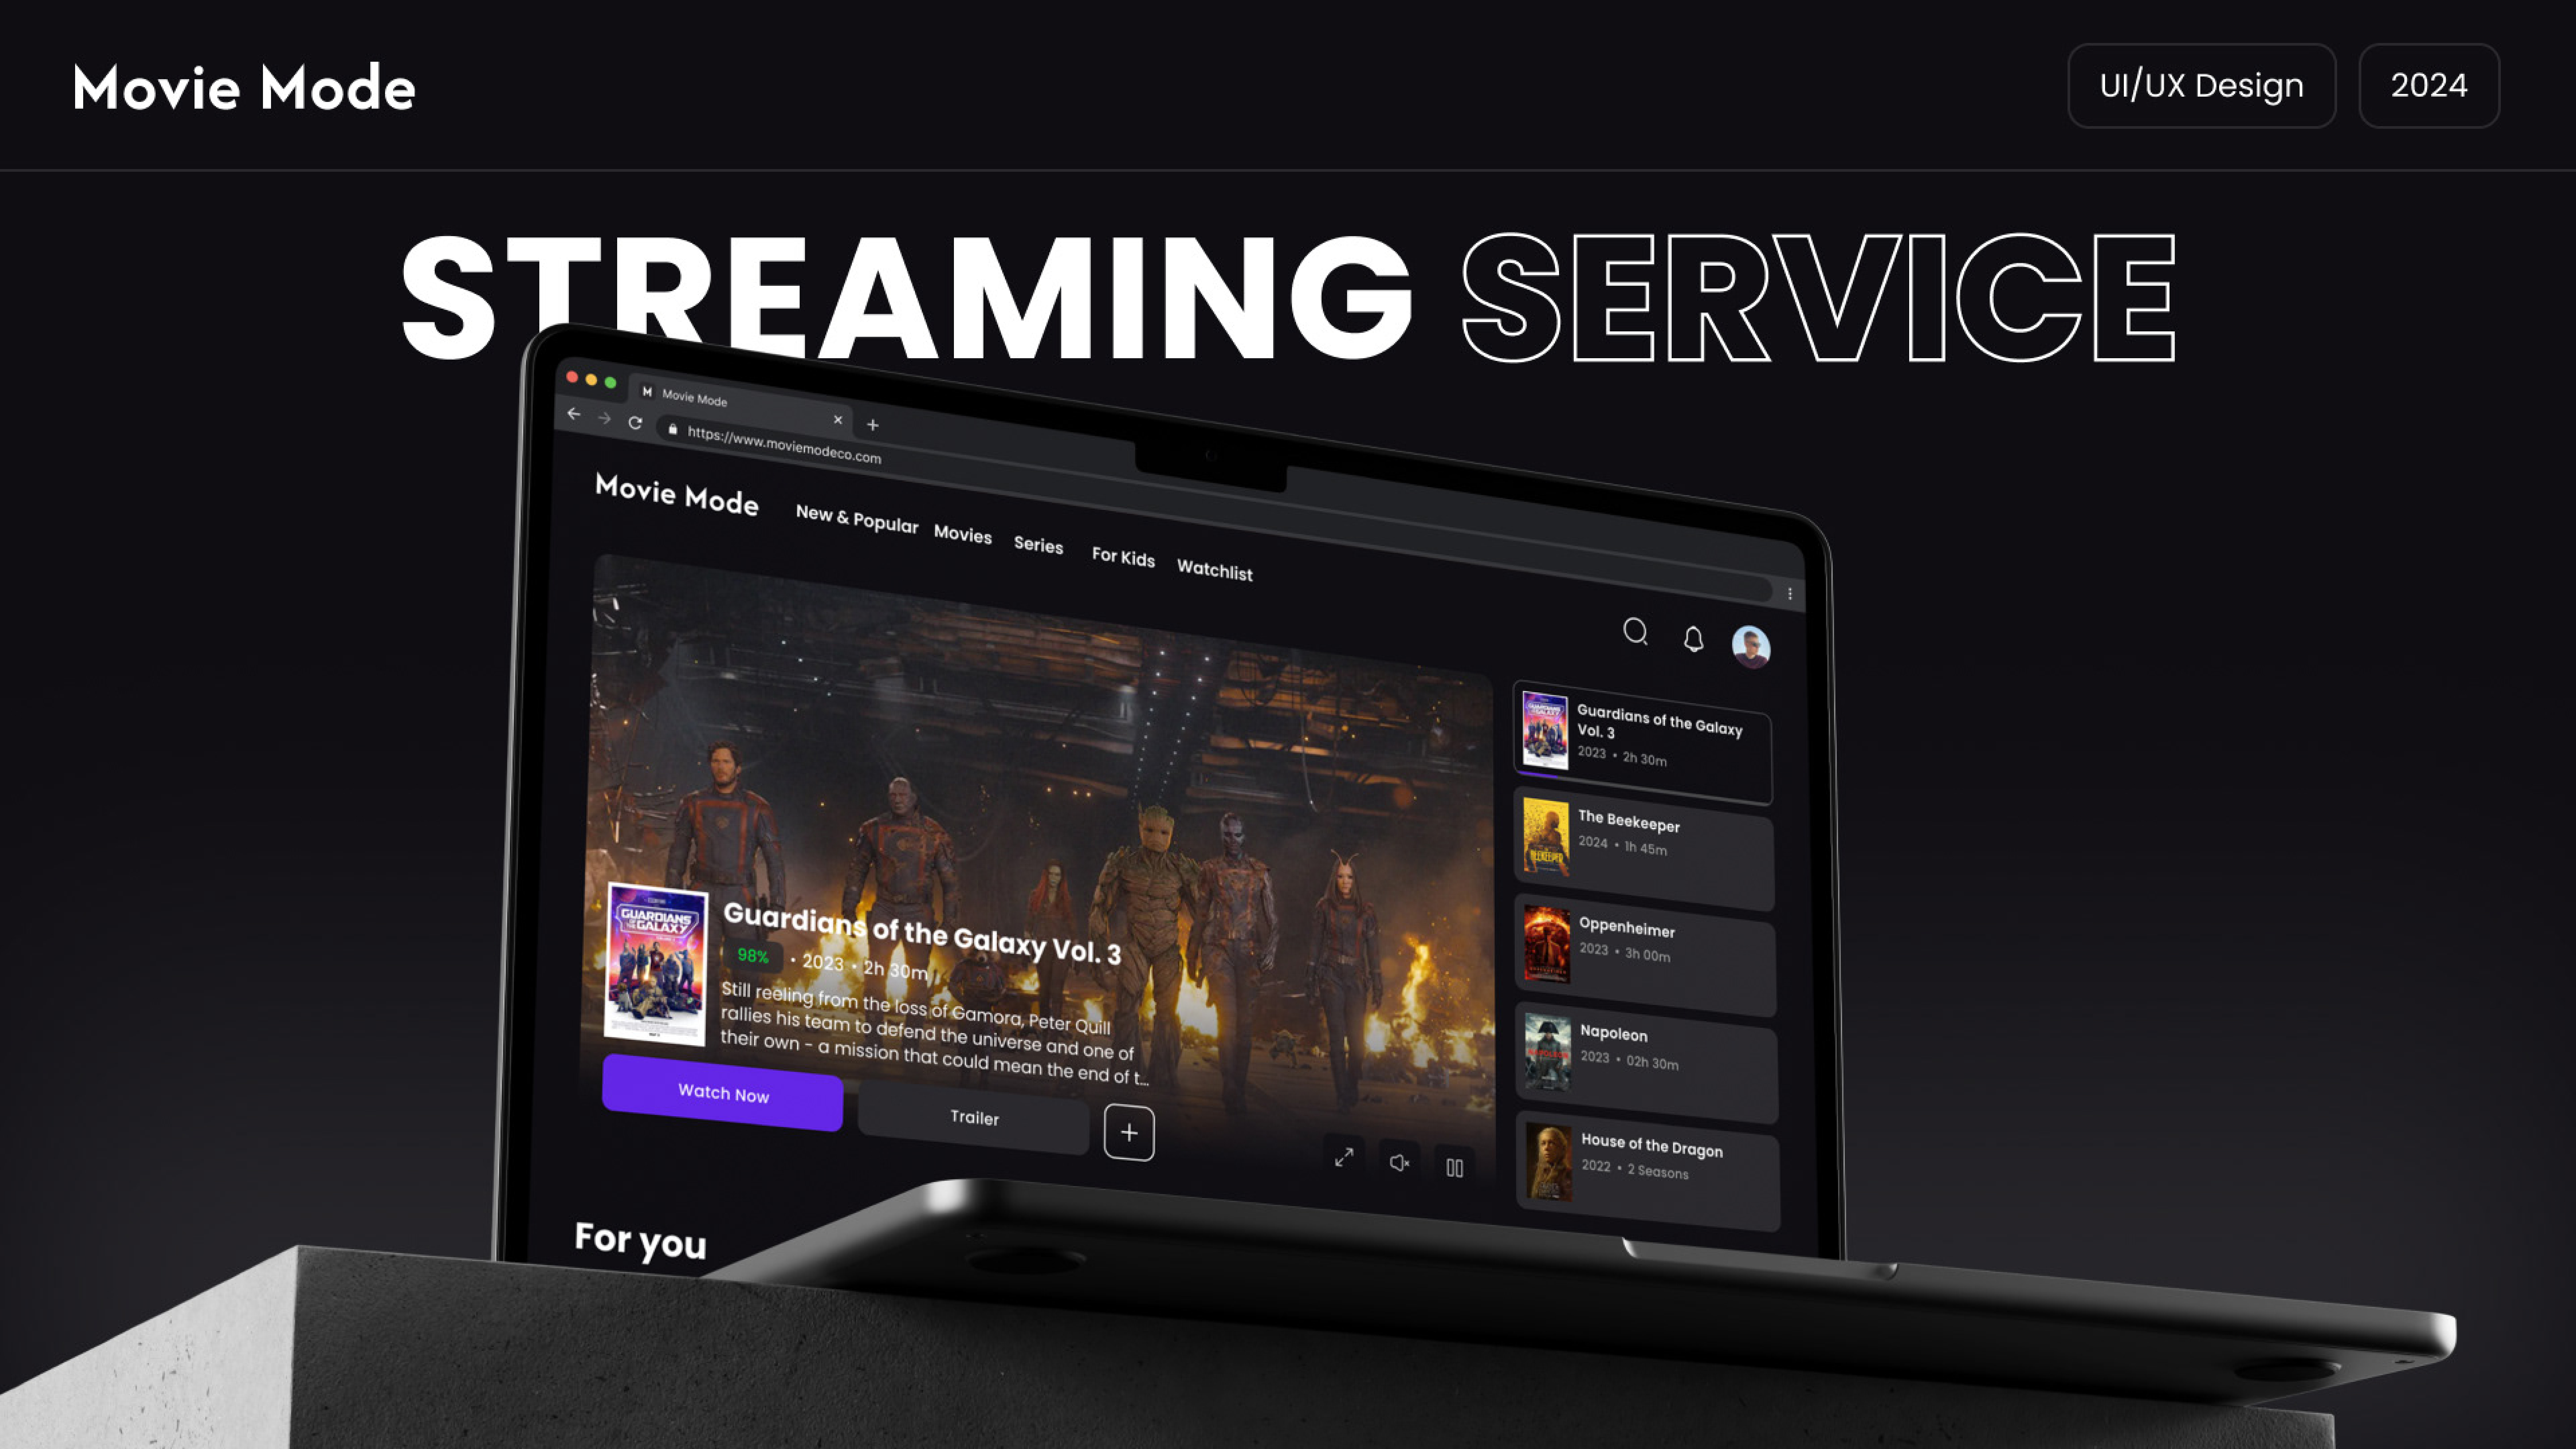 Movie Mode
UI/UX Design
2024
STREAMING SERVICE
M Movie Mode
https://www.moviemodeco.com
Movie Mode
New & Popular
Movies
Series
For Kids
Watchlist
GUARDIANS
OF THE GALAXY
Guardians of the Galaxy Vol. 3
98% • 2023 • 2h 30m
Still reeling from the loss of Gamora, Peter Quill
rallies his team to defend the universe and one of
their own - a mission that could mean the end of t...
Watch Now
Trailer
Guardians of the Galaxy
Vol. 3
2023 • 2h 30m
BEEKEEPER
The Beekeeper
2024 • 1h 45m
Oppenheimer
2023 • 3h 00m
Napoleon
2023 • 02h 30m
House of the Dragon
2022 • 2 Seasons
For you